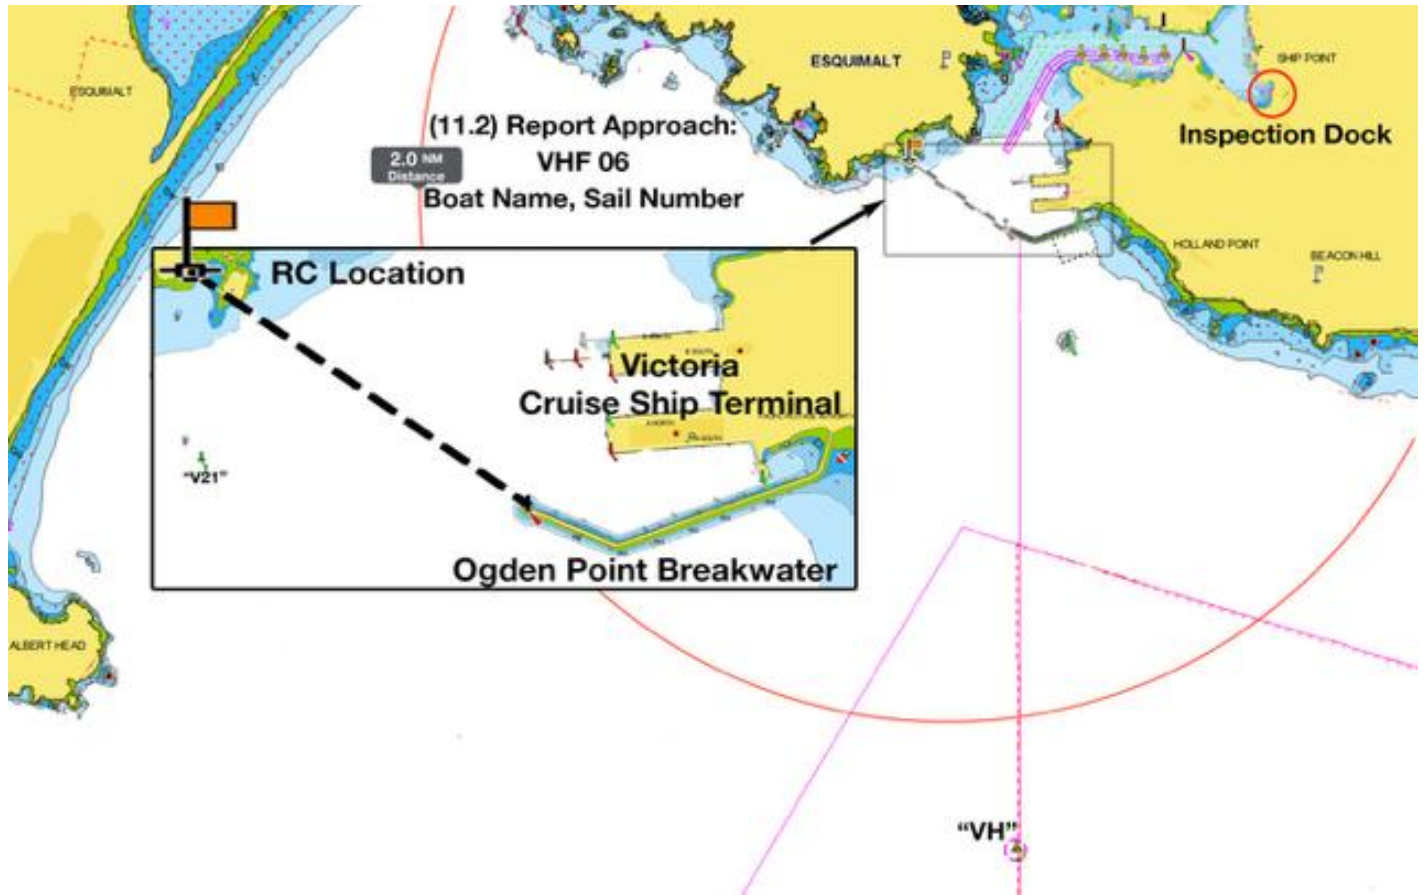 ESQUIMALT
ESQUIMALT
SHIP POINT
(11.2) Report Approach:
VHF 06
Boat Name, Sail Number
2.0 NM
Distance
Inspection Dock
HOLLAND POINT
BEACON HILL
RC Location
Victoria
Cruise Ship Terminal
"V21"
Ogden Point Breakwater
ALBERT HEAD
"VH"